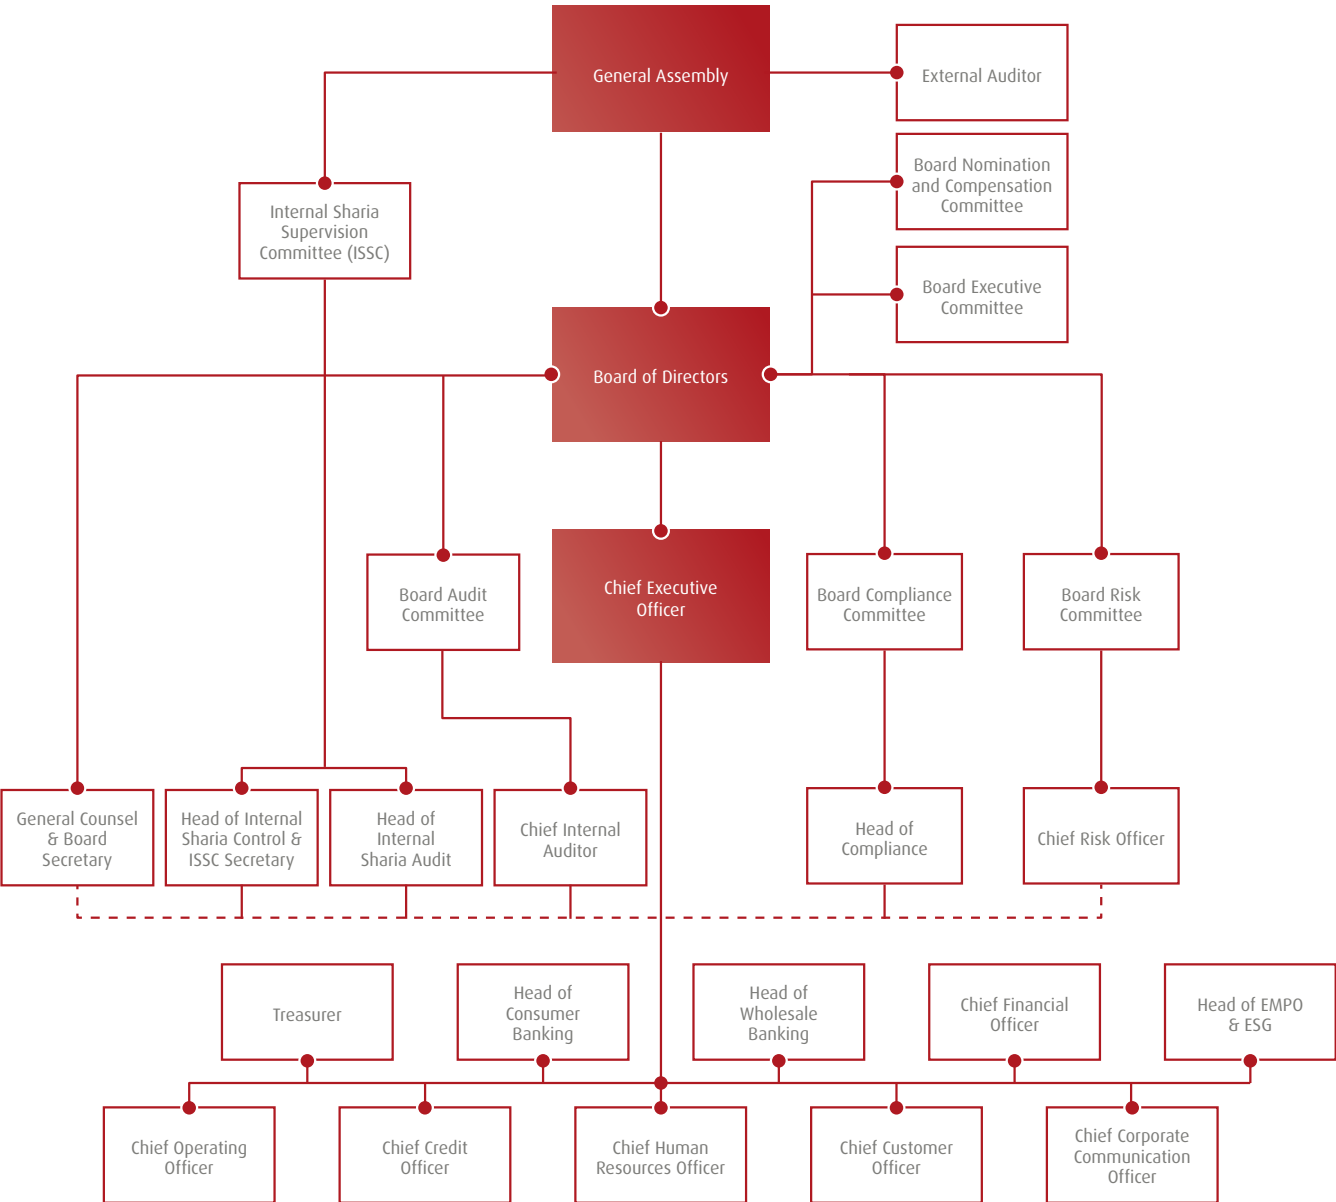 General Assembly
External Auditor
Board Nomination
and Compensation
Committee
Internal Sharia
Supervision
Committee (ISSC)
Board Executive
Committee
Board of Directors
Chief Executive
Officer
Board Audit
Committee
Board Compliance
Committee
Board Risk
Committee
General Counsel
& Board
Secretary
Head of Internal
Sharia Control &
ISSC Secretary
Head of
Internal
Sharia Audit
Chief Internal
Auditor
Head of
Compliance
Chief Risk Officer
Treasurer
Head of
Consumer
Banking
Head of
Wholesale
Banking
Chief Financial
Officer
Head of EMPO
& ESG
Chief Operating
Officer
Chief Credit
Officer
Chief Human
Resources Officer
Chief Customer
Officer
Chief Corporate
Communication
Officer